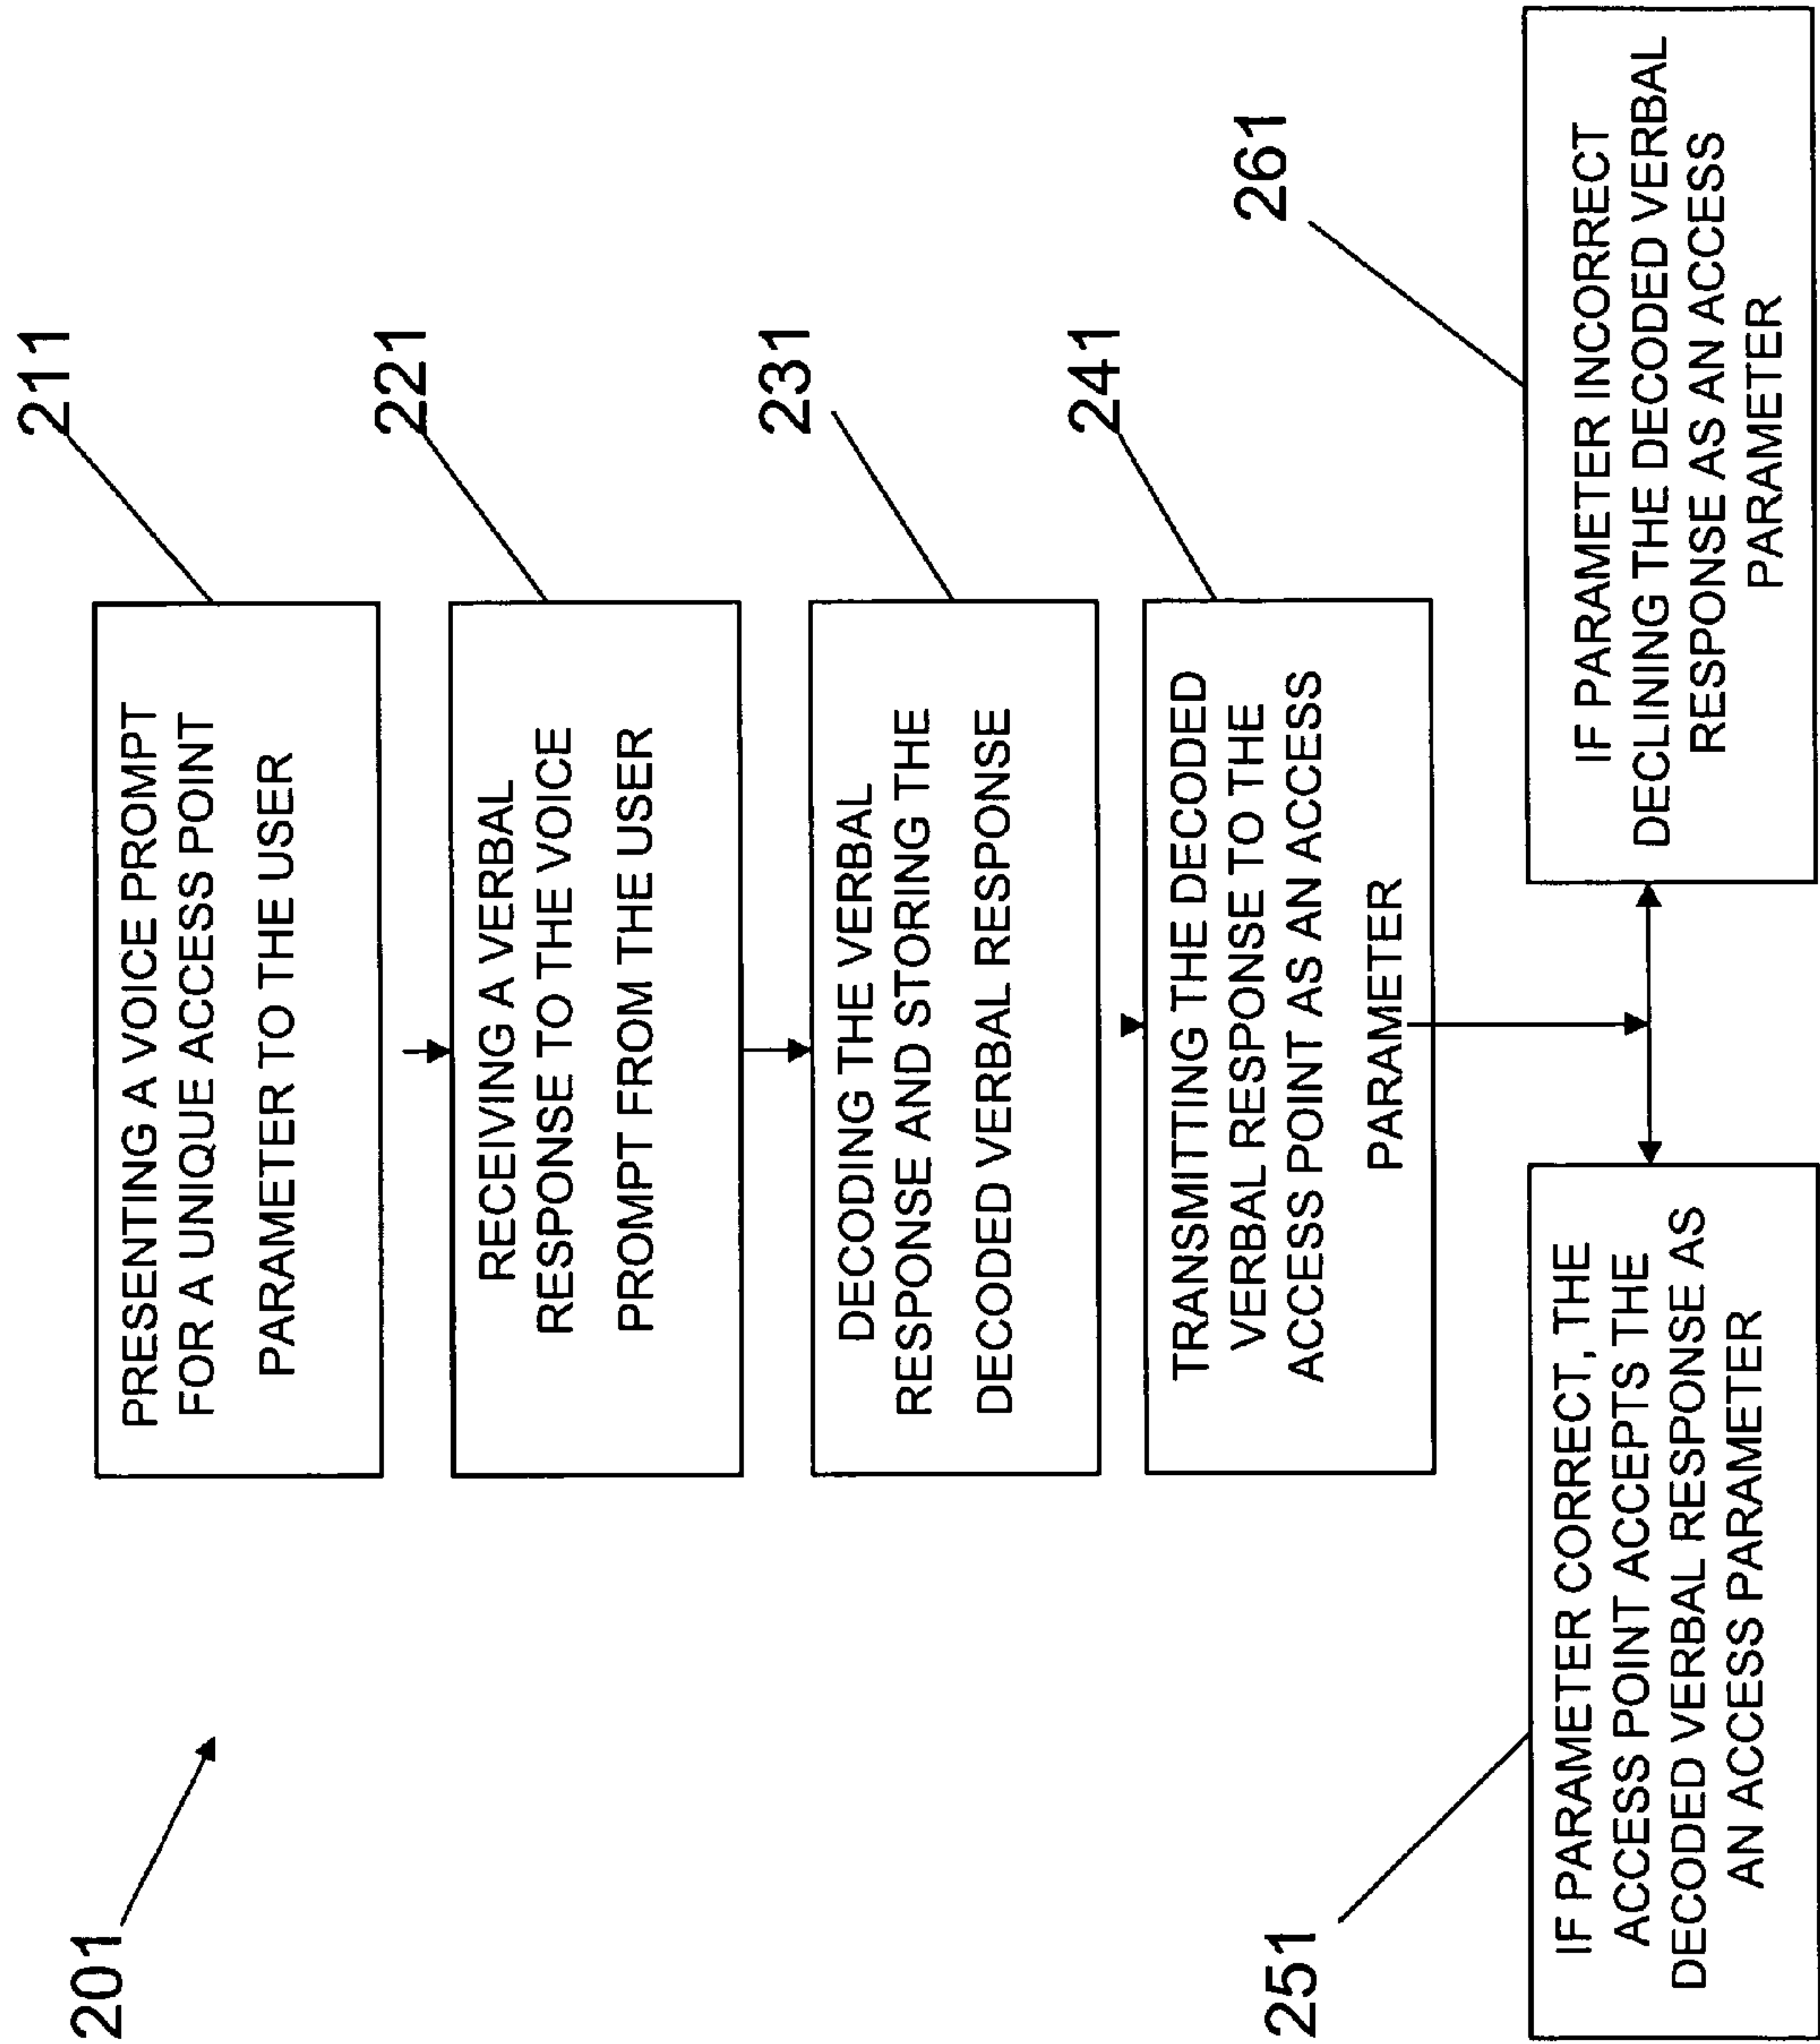 201
211
PRESENTING A VOICE PROMPT
FOR A UNIQUE ACCESS POINT
PARAMETER TO THE USER
221
RECEIVING A VERBAL
RESPONSE TO THE VOICE
PROMPT FROM THE USER
231
DECODING THE VERBAL
RESPONSE AND STORING THE
DECODED VERBAL RESPONSE
241
TRANSMITTING THE DECODED
VERBAL RESPONSE TO THE
ACCESS POINT AS AN ACCESS
PARAMETER
251
IF PARAMETER CORRECT, THE
ACCESS POINT ACCEPTS THE
DECODED VERBAL RESPONSE AS
AN ACCESS PARAMETER
261
IF PARAMETER INCORRECT
DECLINING THE DECODED VERBAL
RESPONSE AS AN ACCESS
PARAMETER